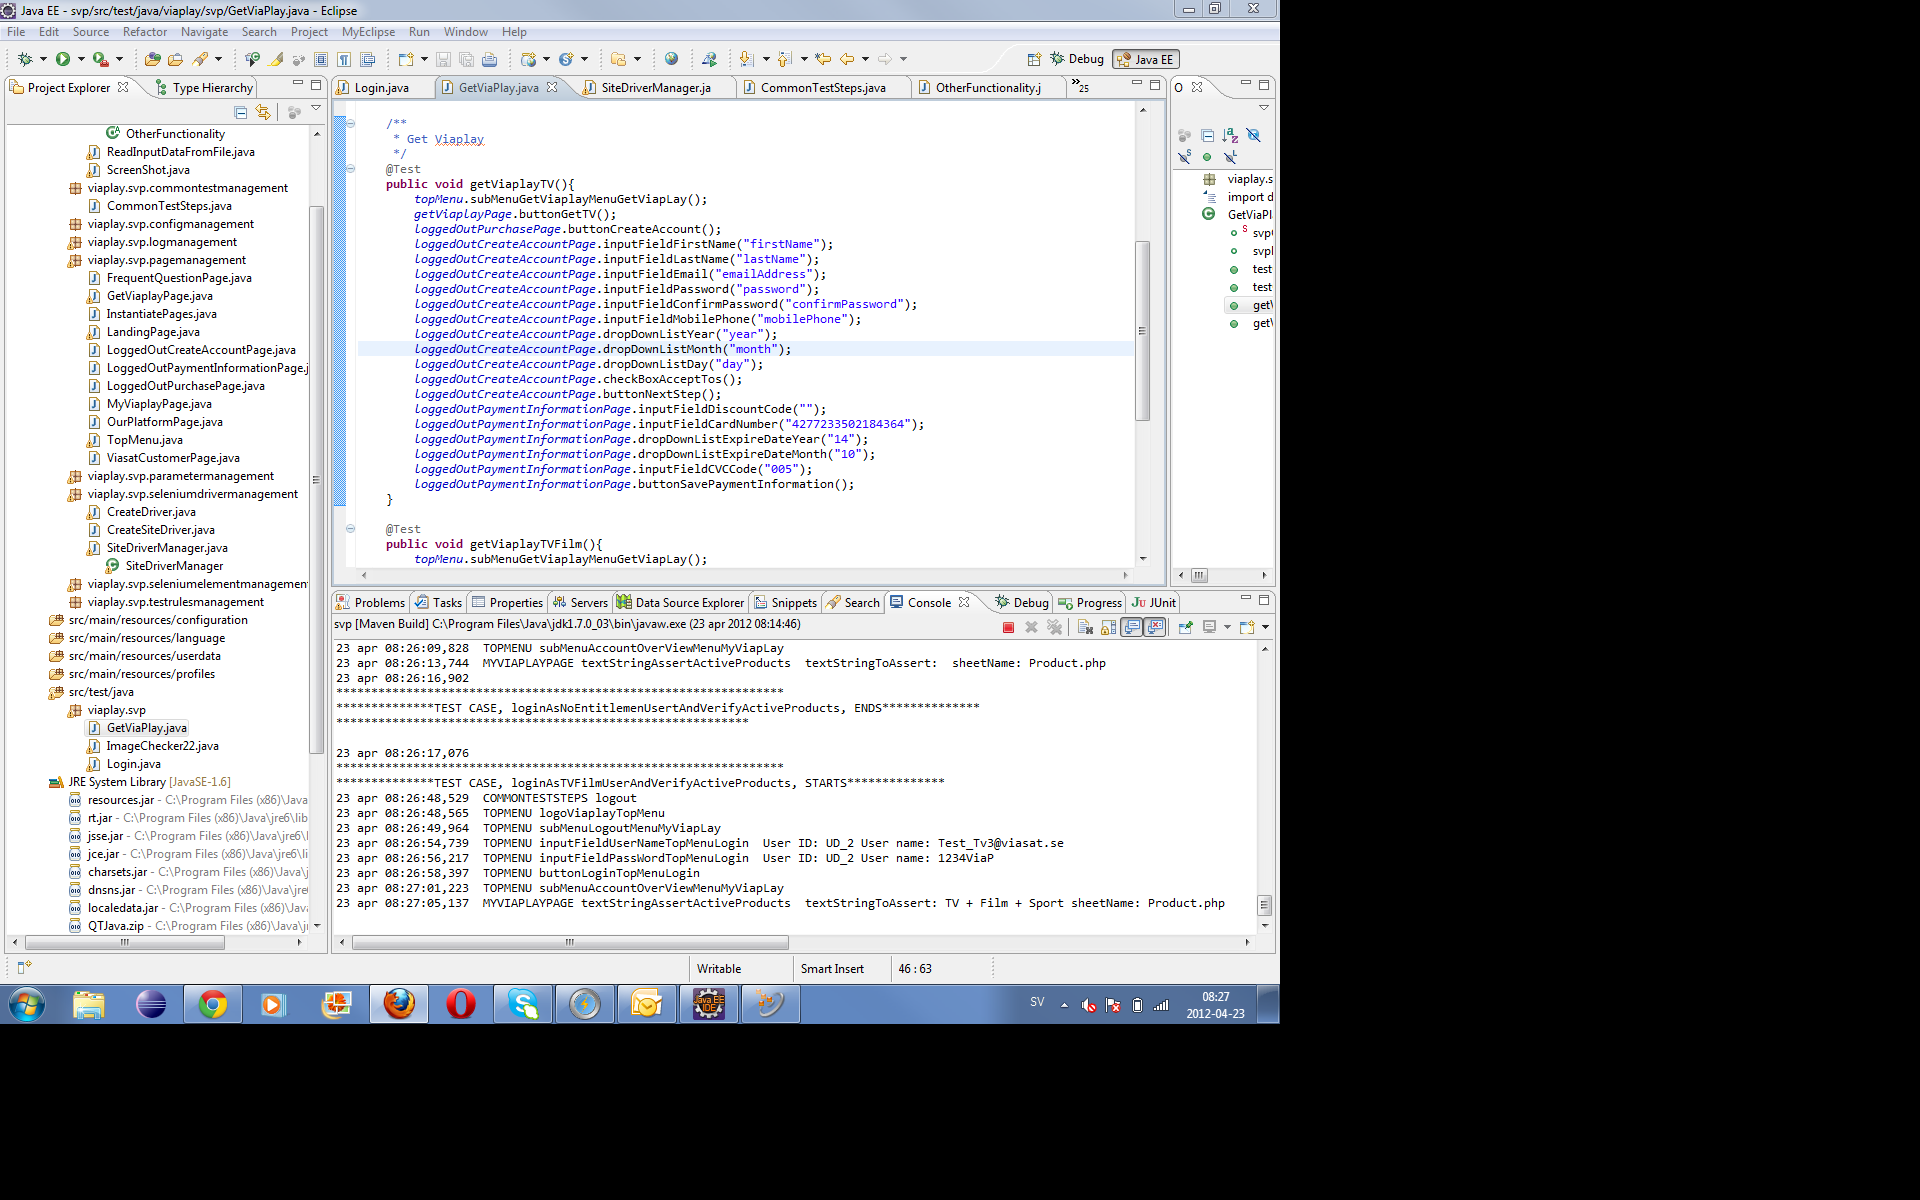 Java EE - svp/src/test/java/viaplay/svp/GetViaPlay.java - Eclipse
File Edit Source Refactor Navigate Search Project MyEclipse Run Window Help
Debug Java EE
Project Explorer Type Hierarchy
OtherFunctionality
ReadInputDataFromFile.java
ScreenShot.java
viaplay.svp.commontestmanagement
CommonTestSteps.java
viaplay.svp.configmanagement
viaplay.svp.logmanagement
viaplay.svp.pagemanagement
FrequentQuestionPage.java
GetViaplayPage.java
InstantiatePages.java
LandingPage.java
LoggedOutCreateAccountPage.java
LoggedOutPaymentInformationPage.j
LoggedOutPurchasePage.java
MyViaplayPage.java
OurPlatformPage.java
TopMenu.java
ViasatCustomerPage.java
viaplay.svp.parametermanagement
viaplay.svp.seleniumdrivermanagement
CreateDriver.java
CreateSiteDriver.java
SiteDriverManager.java
SiteDriverManager
viaplay.svp.seleniumelementmanagemen
viaplay.svp.testrulesmanagement
src/main/resources/configuration
src/main/resources/language
src/main/resources/userdata
src/main/resources/profiles
src/test/java
viaplay.svp
GetViaPlay.java
ImageChecker22.java
Login.java
JRE System Library [JavaSE-1.6]
resources.jar - C:\Program Files (x86)\Java
rt.jar - C:\Program Files (x86)\Java\jre6\lib
jsse.jar - C:\Program Files (x86)\Java\jre6\l
jce.jar - C:\Program Files (x86)\Java\jre6\li
charsets.jar - C:\Program Files (x86)\Java\
dnsns.jar - C:\Program Files (x86)\Java\jre
localedata.jar - C:\Program Files (x86)\Java
QTJava.zip - C:\Program Files (x86)\Java\j
Login.java GetViaPlay.java SiteDriverManager.ja CommonTestSteps.java OtherFunctionality.j »25
/**
* Get Viaplay
*/
@Test
public void getViaplayTV(){
topMenu.subMenuGetViaplayMenuGetViapLay();
getViaplayPage.buttonGetTV();
loggedOutPurchasePage.buttonCreateAccount();
loggedOutCreateAccountPage.inputFieldFirstName("firstName");
loggedOutCreateAccountPage.inputFieldLastName("lastName");
loggedOutCreateAccountPage.inputFieldEmail("emailAddress");
loggedOutCreateAccountPage.inputFieldPassword("password");
loggedOutCreateAccountPage.inputFieldConfirmPassword("confirmPassword");
loggedOutCreateAccountPage.inputFieldMobilePhone("mobilePhone");
loggedOutCreateAccountPage.dropDownListYear("year");
loggedOutCreateAccountPage.dropDownListMonth("month");
loggedOutCreateAccountPage.dropDownListDay("day");
loggedOutCreateAccountPage.checkBoxAcceptTos();
loggedOutCreateAccountPage.buttonNextStep();
loggedOutPaymentInformationPage.inputFieldDiscountCode("");
loggedOutPaymentInformationPage.inputFieldCardNumber("4277233502184364");
loggedOutPaymentInformationPage.dropDownListExpireDateYear("14");
loggedOutPaymentInformationPage.dropDownListExpireDateMonth("10");
loggedOutPaymentInformationPage.inputFieldCVCCode("005");
loggedOutPaymentInformationPage.buttonSavePaymentInformation();
}
@Test
public void getViaplayTVFilm(){
topMenu.subMenuGetViaplayMenuGetViapLay();
O
viaplay.s
import d
GetViaPl
svp
svpl
test
test
get\
get\
Problems Tasks Properties Servers Data Source Explorer Snippets Search Console Debug Progress JUnit
svp [Maven Build] C:\Program Files\Java\jdk1.7.0_03\bin\javaw.exe (23 apr 2012 08:14:46)
23 apr 08:26:09,828 TOPMENU subMenuAccountOverViewMenuMyViapLay
23 apr 08:26:13,744 MYVIAPLAYPAGE textStringAssertActiveProducts textStringToAssert: sheetName: Product.php
23 apr 08:26:16,902
****************************************************************
**************TEST CASE, loginAsNoEntitlemenUsertAndVerifyActiveProducts, ENDS**************
***********************************************************
23 apr 08:26:17,076
****************************************************************
**************TEST CASE, loginAsTVFilmUserAndVerifyActiveProducts, STARTS**************
23 apr 08:26:48,529 COMMONTESTSTEPS logout
23 apr 08:26:48,565 TOPMENU logoViaplayTopMenu
23 apr 08:26:49,964 TOPMENU subMenuLogoutMenuMyViapLay
23 apr 08:26:54,739 TOPMENU inputFieldUserNameTopMenuLogin User ID: UD_2 User name: Test_Tv3@viasat.se
23 apr 08:26:56,217 TOPMENU inputFieldPassWordTopMenuLogin User ID: UD_2 User name: 1234ViaP
23 apr 08:26:58,397 TOPMENU buttonLoginTopMenuLogin
23 apr 08:27:01,223 TOPMENU subMenuAccountOverViewMenuMyViapLay
23 apr 08:27:05,137 MYVIAPLAYPAGE textStringAssertActiveProducts textStringToAssert: TV + Film + Sport sheetName: Product.php
Writable Smart Insert 46 : 63
Java EE
IDE
SV
08:27
2012-04-23